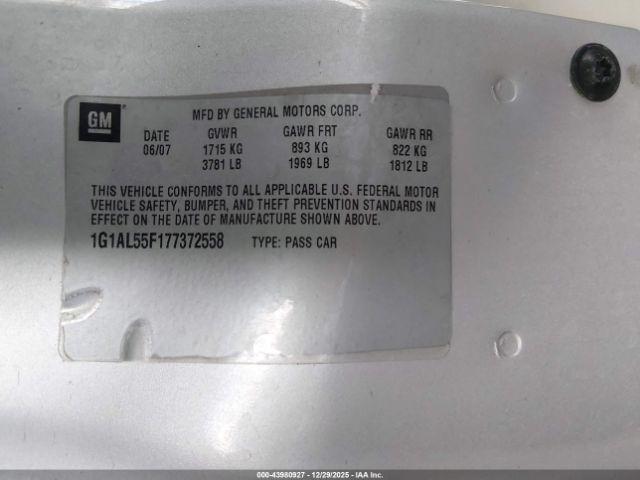 GM
MFD BY GENERAL MOTORS CORP.
DATE GVWR GAWR FRT GAWR RR
06/07 1715 KG 893 KG 822 KG
3781 LB 1969 LB 1812 LB
THIS VEHICLE CONFORMS TO ALL APPLICABLE U.S. FEDERAL MOTOR
VEHICLE SAFETY, BUMPER, AND THEFT PREVENTION STANDARDS IN
EFFECT ON THE DATE OF MANUFACTURE SHOWN ABOVE.
1G1AL55F177372558 TYPE: PASS CAR
000-43980927 - 12/29/2025 - IAA Inc.